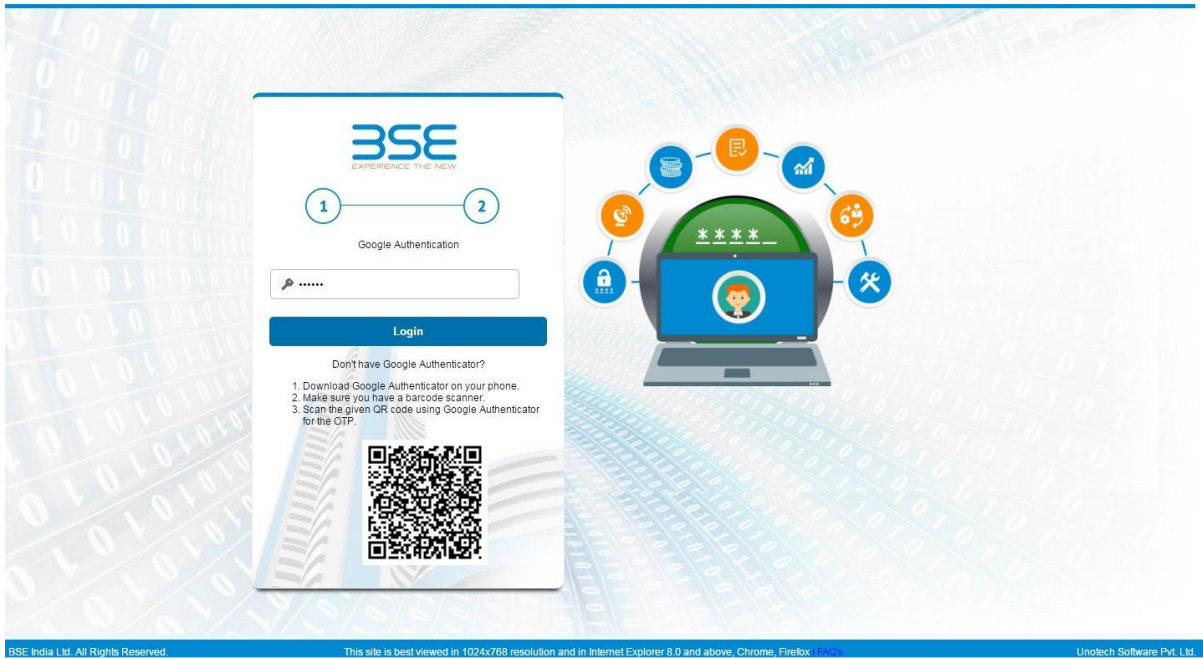 BSE
EXPERIENCE THE NEW
1 2
Google Authentication
••••••
Login
Don't have Google Authenticator?
1. Download Google Authenticator on your phone.
2. Make sure you have a barcode scanner.
3. Scan the given QR code using Google Authenticator
for the OTP.
****_
BSE India Ltd. All Rights Reserved.
This site is best viewed in 1024x768 resolution and in Internet Explorer 8.0 and above, Chrome, Firefox | FAQ's
Unotech Software Pvt. Ltd.